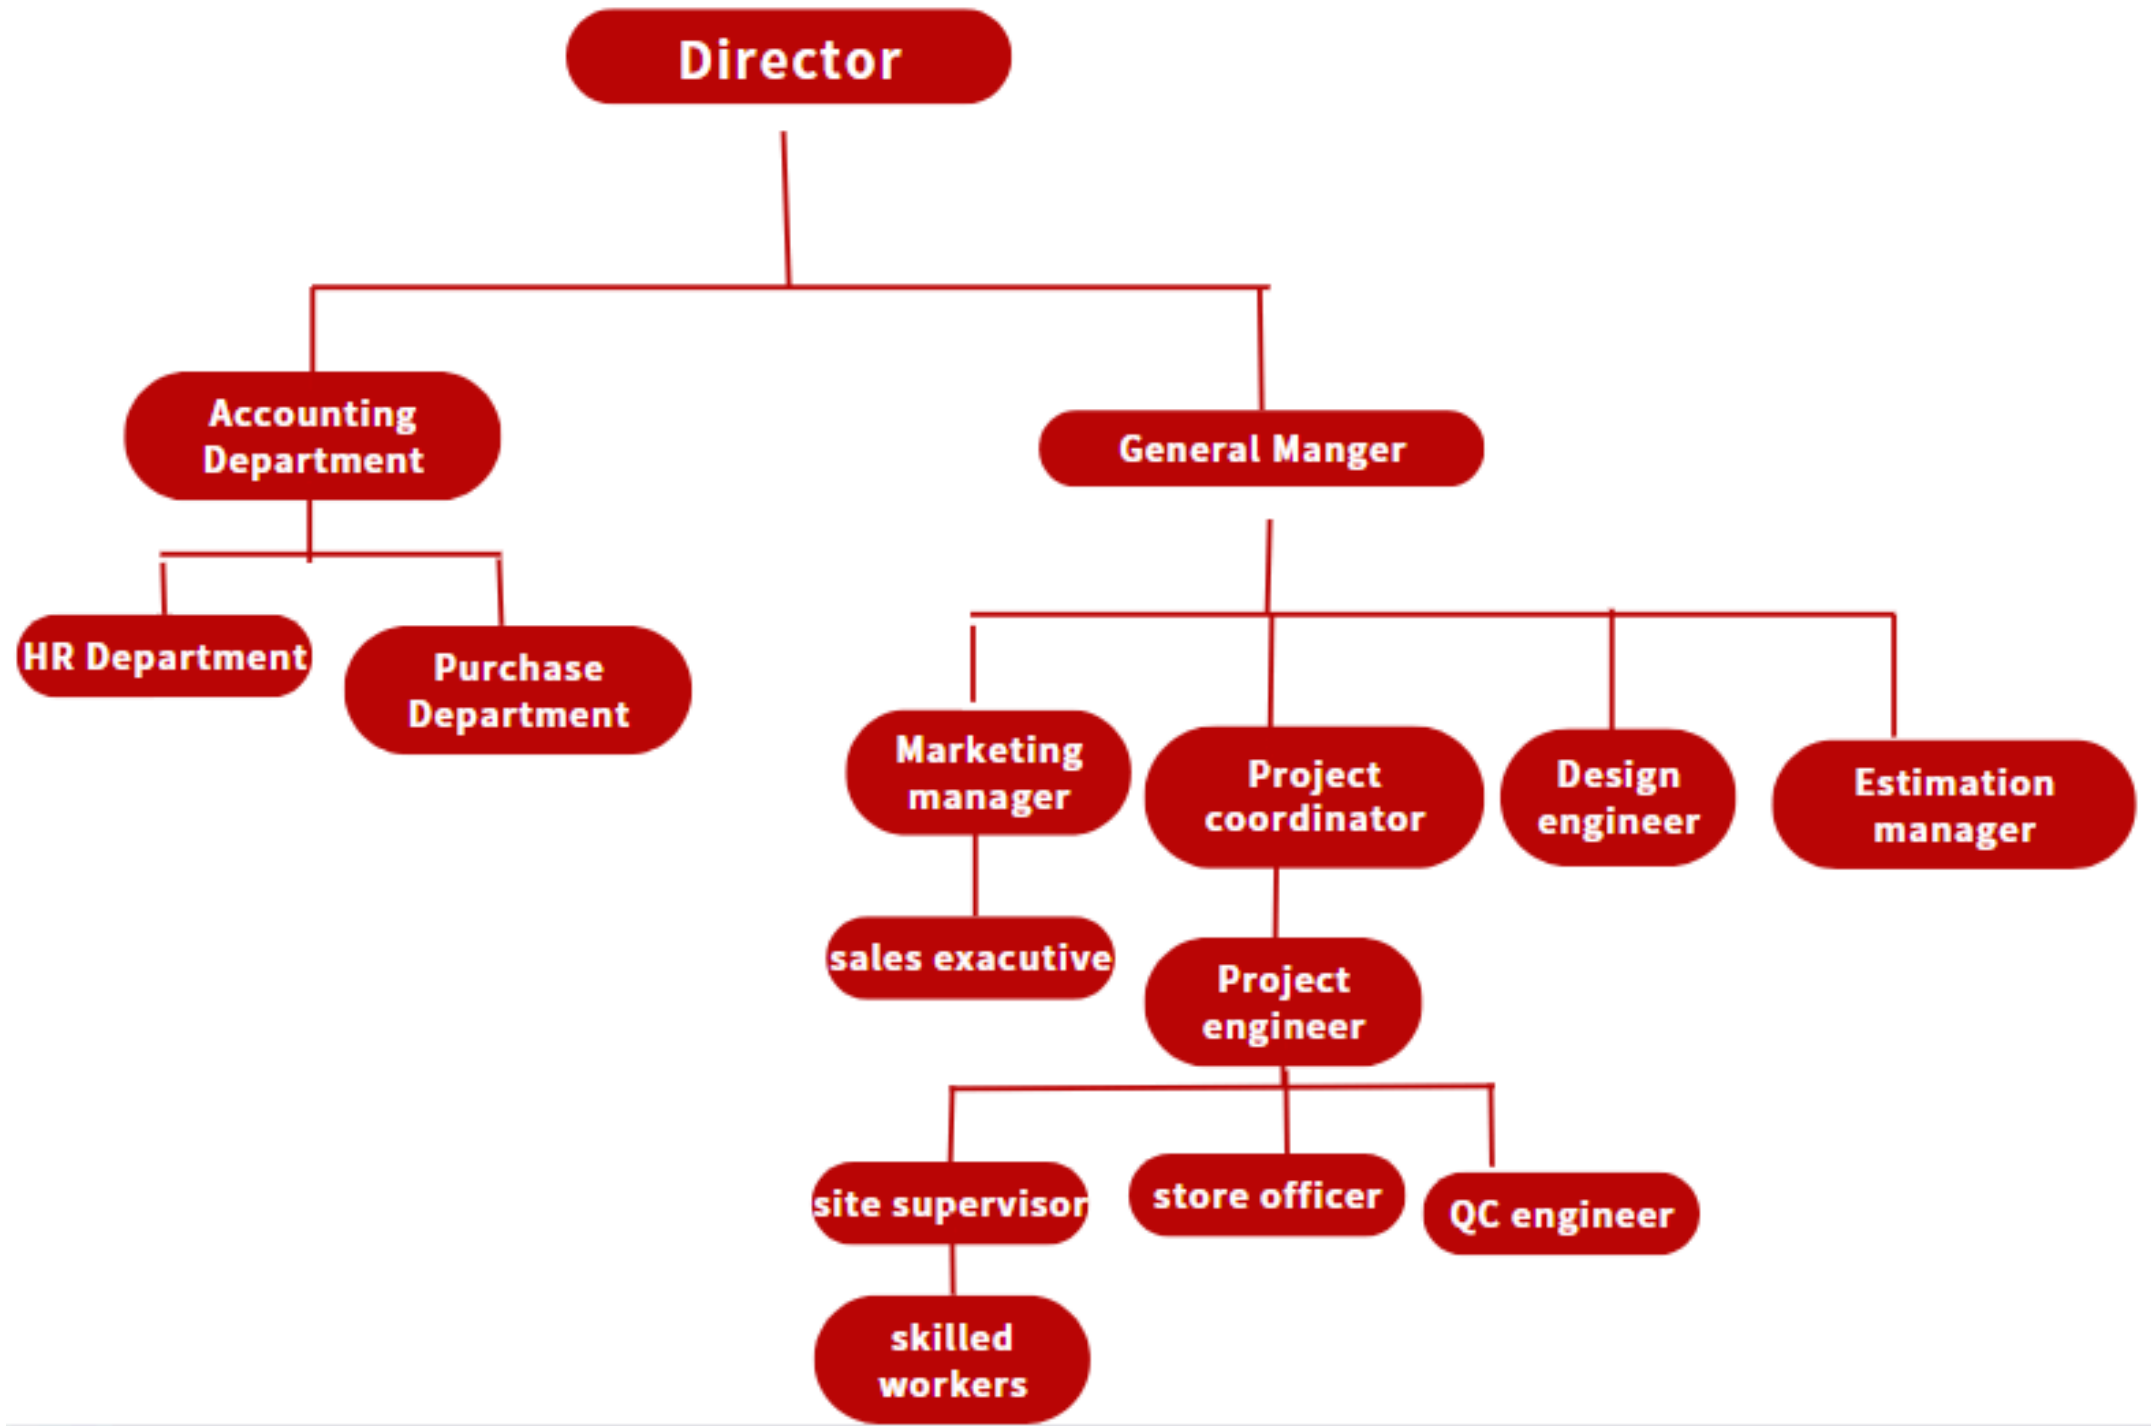 Director
Accounting
Department
General Manger
HR Department
Purchase
Department
Marketing
manager
Project
coordinator
Design
engineer
Estimation
manager
sales exacutive
Project
engineer
site supervisor
store officer
QC engineer
skilled
workers